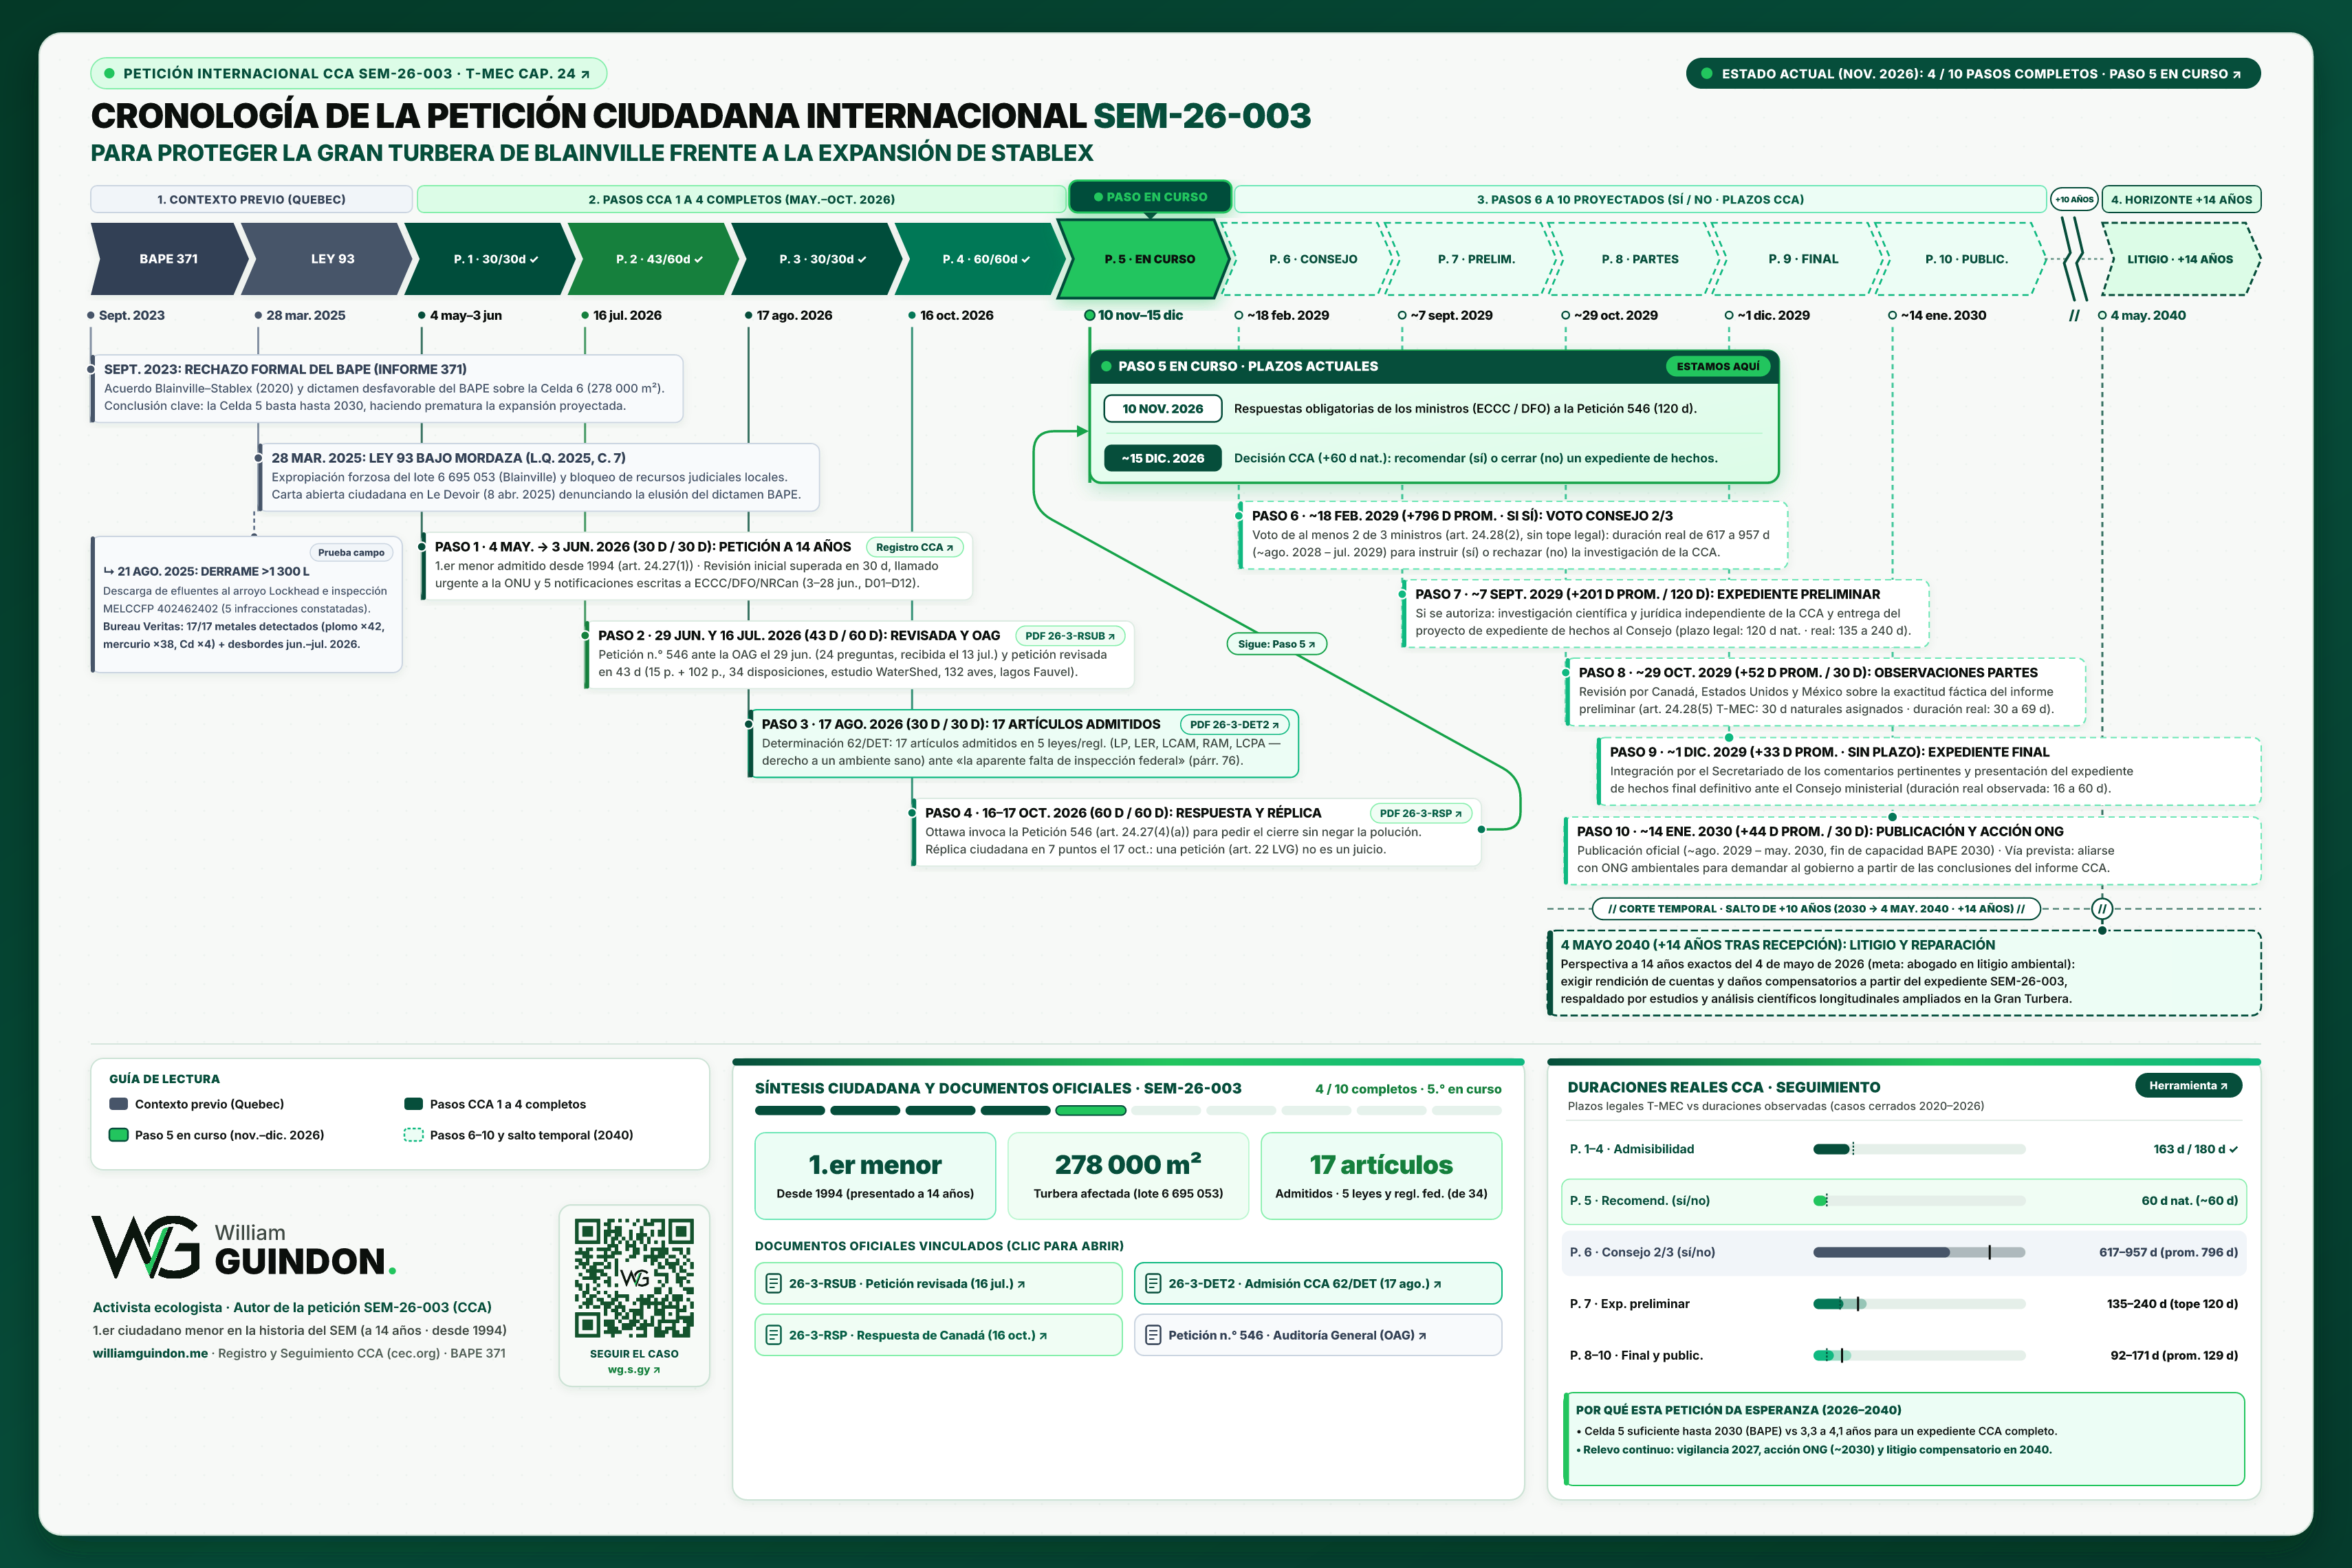 PETICIÓN INTERNACIONAL CCA SEM-26-003 · T-MEC CAP. 24 ↗
ESTADO ACTUAL (NOV. 2026): 4 / 10 PASOS COMPLETOS · PASO 5 EN CURSO ↗
CRONOLOGÍA DE LA PETICIÓN CIUDADANA INTERNACIONAL SEM-26-003
PARA PROTEGER LA GRAN TURBERA DE BLAINVILLE FRENTE A LA EXPANSIÓN DE STABLEX
1. CONTEXTO PREVIO (QUEBEC)
2. PASOS CCA 1 A 4 COMPLETOS (MAY.–OCT. 2026)
PASO EN CURSO
3. PASOS 6 A 10 PROYECTADOS (SÍ / NO · PLAZOS CCA)
+10 AÑOS
4. HORIZONTE +14 AÑOS
BAPE 371
LEY 93
P. 1 · 30/30d ✓
P. 2 · 43/60d ✓
P. 3 · 30/30d ✓
P. 4 · 60/60d ✓
P. 5 · EN CURSO
P. 6 · CONSEJO
P. 7 · PRELIM.
P. 8 · PARTES
P. 9 · FINAL
P. 10 · PUBLIC.
LITIGIO · +14 AÑOS
Sept. 2023
28 mar. 2025
4 may–3 jun
16 jul. 2026
17 ago. 2026
16 oct. 2026
10 nov–15 dic
~18 feb. 2029
~7 sept. 2029
~29 oct. 2029
~1 dic. 2029
~14 ene. 2030
//
4 may. 2040
SEPT. 2023: RECHAZO FORMAL DEL BAPE (INFORME 371)
Acuerdo Blainville–Stablex (2020) y dictamen desfavorable del BAPE sobre la Celda 6 (278 000 m²).
Conclusión clave: la Celda 5 basta hasta 2030, haciendo prematura la expansión proyectada.
28 MAR. 2025: LEY 93 BAJO MORDAZA (L.Q. 2025, C. 7)
Expropiación forzosa del lote 6 695 053 (Blainville) y bloqueo de recursos judiciales locales.
Carta abierta ciudadana en Le Devoir (8 abr. 2025) denunciando la elusión del dictamen BAPE.
Prueba campo
↳ 21 AGO. 2025: DERRAME >1 300 L
Descarga de efluentes al arroyo Lockhead e inspección
MELCCFP 402462402 (5 infracciones constatadas).
Bureau Veritas: 17/17 metales detectados (plomo ×42,
mercurio ×38, Cd ×4) + desbordes jun.–jul. 2026.
PASO 1 · 4 MAY. → 3 JUN. 2026 (30 D / 30 D): PETICIÓN A 14 AÑOS
Registro CCA ↗
1.er menor admitido desde 1994 (art. 24.27(1)) · Revisión inicial superada en 30 d, llamado
urgente a la ONU y 5 notificaciones escritas a ECCC/DFO/NRCan (3–28 jun., D01–D12).
PASO 2 · 29 JUN. Y 16 JUL. 2026 (43 D / 60 D): REVISADA Y OAG
PDF 26-3-RSUB ↗
Petición n.° 546 ante la OAG el 29 jun. (24 preguntas, recibida el 13 jul.) y petición revisada
en 43 d (15 p. + 102 p., 34 disposiciones, estudio WaterShed, 132 aves, lagos Fauvel).
PASO 3 · 17 AGO. 2026 (30 D / 30 D): 17 ARTÍCULOS ADMITIDOS
PDF 26-3-DET2 ↗
Determinación 62/DET: 17 artículos admitidos en 5 leyes/regl. (LP, LER, LCAM, RAM, LCPA —
derecho a un ambiente sano) ante «la aparente falta de inspección federal» (párr. 76).
PASO 4 · 16–17 OCT. 2026 (60 D / 60 D): RESPUESTA Y RÉPLICA
PDF 26-3-RSP ↗
Ottawa invoca la Petición 546 (art. 24.27(4)(a)) para pedir el cierre sin negar la polución.
Réplica ciudadana en 7 puntos el 17 oct.: una petición (art. 22 LVG) no es un juicio.
Sigue: Paso 5 ↗
PASO 5 EN CURSO · PLAZOS ACTUALES
ESTAMOS AQUÍ
10 NOV. 2026
Respuestas obligatorias de los ministros (ECCC / DFO) a la Petición 546 (120 d).
~15 DIC. 2026
Decisión CCA (+60 d nat.): recomendar (sí) o cerrar (no) un expediente de hechos.
PASO 6 · ~18 FEB. 2029 (+796 D PROM. · SI SÍ): VOTO CONSEJO 2/3
Voto de al menos 2 de 3 ministros (art. 24.28(2), sin tope legal): duración real de 617 a 957 d
(~ago. 2028 – jul. 2029) para instruir (sí) o rechazar (no) la investigación de la CCA.
PASO 7 · ~7 SEPT. 2029 (+201 D PROM. / 120 D): EXPEDIENTE PRELIMINAR
Si se autoriza: investigación científica y jurídica independiente de la CCA y entrega del
proyecto de expediente de hechos al Consejo (plazo legal: 120 d nat. · real: 135 a 240 d).
PASO 8 · ~29 OCT. 2029 (+52 D PROM. / 30 D): OBSERVACIONES PARTES
Revisión por Canadá, Estados Unidos y México sobre la exactitud fáctica del informe
preliminar (art. 24.28(5) T-MEC: 30 d naturales asignados · duración real: 30 a 69 d).
PASO 9 · ~1 DIC. 2029 (+33 D PROM. · SIN PLAZO): EXPEDIENTE FINAL
Integración por el Secretariado de los comentarios pertinentes y presentación del expediente
de hechos final definitivo ante el Consejo ministerial (duración real observada: 16 a 60 d).
PASO 10 · ~14 ENE. 2030 (+44 D PROM. / 30 D): PUBLICACIÓN Y ACCIÓN ONG
Publicación oficial (~ago. 2029 – may. 2030, fin de capacidad BAPE 2030) · Vía prevista: aliarse
con ONG ambientales para demandar al gobierno a partir de las conclusiones del informe CCA.
// CORTE TEMPORAL · SALTO DE +10 AÑOS (2030 → 4 MAY. 2040 · +14 AÑOS) //
//
4 MAYO 2040 (+14 AÑOS TRAS RECEPCIÓN): LITIGIO Y REPARACIÓN
Perspectiva a 14 años exactos del 4 de mayo de 2026 (meta: abogado en litigio ambiental):
exigir rendición de cuentas y daños compensatorios a partir del expediente SEM-26-003,
respaldado por estudios y análisis científicos longitudinales ampliados en la Gran Turbera.
GUÍA DE LECTURA
Contexto previo (Quebec)
Pasos CCA 1 a 4 completos
Paso 5 en curso (nov.–dic. 2026)
Pasos 6–10 y salto temporal (2040)
WG
William
GUINDON.
Activista ecologista · Autor de la petición SEM-26-003 (CCA)
1.er ciudadano menor en la historia del SEM (a 14 años · desde 1994)
williamguindon.me · Registro y Seguimiento CCA (cec.org) · BAPE 371
WG
SEGUIR EL CASO
wg.s.gy ↗
SÍNTESIS CIUDADANA Y DOCUMENTOS OFICIALES · SEM-26-003
4 / 10 completos · 5.° en curso
1.er menor
Desde 1994 (presentado a 14 años)
278 000 m²
Turbera afectada (lote 6 695 053)
17 artículos
Admitidos · 5 leyes y regl. fed. (de 34)
DOCUMENTOS OFICIALES VINCULADOS (CLIC PARA ABRIR)
26-3-RSUB · Petición revisada (16 jul.) ↗
26-3-DET2 · Admisión CCA 62/DET (17 ago.) ↗
26-3-RSP · Respuesta de Canadá (16 oct.) ↗
Petición n.° 546 · Auditoría General (OAG) ↗
DURACIONES REALES CCA · SEGUIMIENTO
Herramienta ↗
Plazos legales T-MEC vs duraciones observadas (casos cerrados 2020–2026)
P. 1–4 · Admisibilidad
163 d / 180 d ✓
P. 5 · Recomend. (sí/no)
60 d nat. (~60 d)
P. 6 · Consejo 2/3 (sí/no)
617–957 d (prom. 796 d)
P. 7 · Exp. preliminar
135–240 d (tope 120 d)
P. 8–10 · Final y public.
92–171 d (prom. 129 d)
POR QUÉ ESTA PETICIÓN DA ESPERANZA (2026–2040)
• Celda 5 suficiente hasta 2030 (BAPE) vs 3,3 a 4,1 años para un expediente CCA completo.
• Relevo continuo: vigilancia 2027, acción ONG (~2030) y litigio compensatorio en 2040.